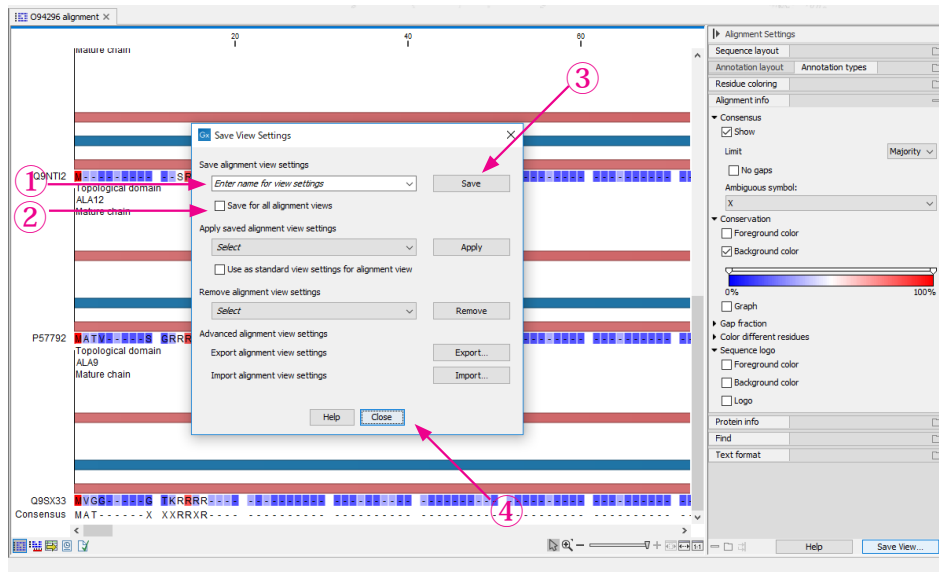 O94296 alignment ×
20 40 60
Mature chain
③
Save View Settings
Save alignment view settings
① Enter name for view settings Save
② Save for all alignment views
Apply saved alignment view settings
Select Apply
Use as standard view settings for alignment view
Remove alignment view settings
Select Remove
Advanced alignment view settings
Export alignment view settings Export...
Import alignment view settings Import...
Help Close
④
Q9NTI2
Topological domain
ALA12
Mature chain
P57792 M A T V - - - - - - S G R R R
Topological domain
ALA9
Mature chain
Q9SX33
Consensus M A T - - - - - - X X X R R X R - - - -
Alignment Settings
Sequence layout
Annotation layout Annotation types
Residue coloring
Alignment info
Consensus
Show
Limit Majority
No gaps
Ambiguous symbol:
X
Conservation
Foreground color
Background color
0% 100%
Graph
Gap fraction
Color different residues
Sequence logo
Foreground color
Background color
Logo
Protein info
Find
Text format
Help Save View...